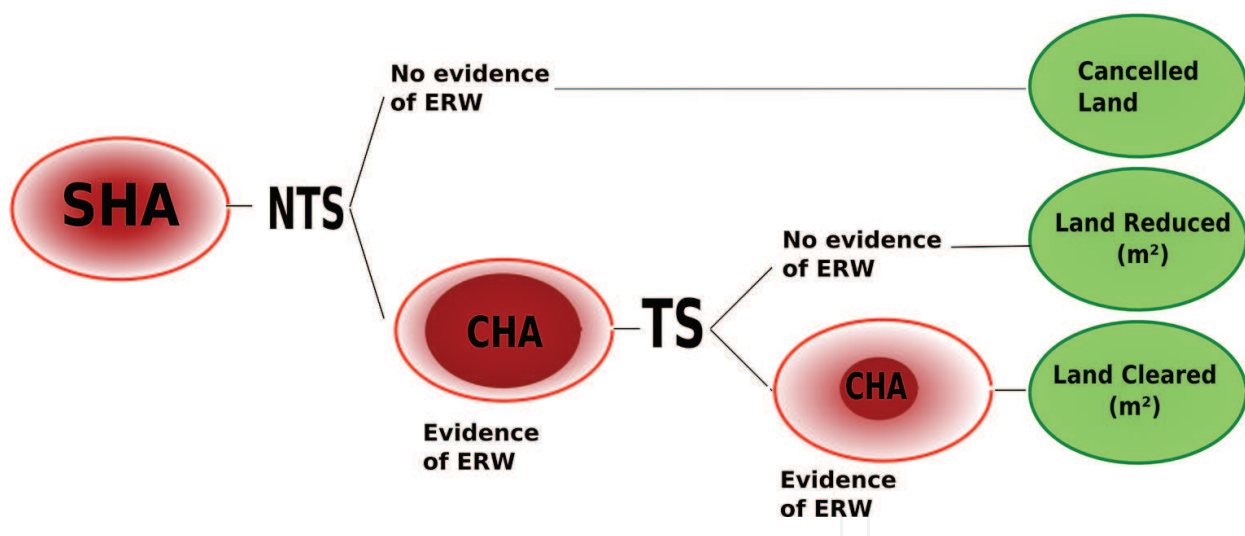 No evidence
of ERW
Cancelled
Land
SHA
NTS
No evidence
of ERW
Land Reduced
(m²)
CHA
TS
CHA
Land Cleared
(m²)
Evidence
of ERW
Evidence
of ERW